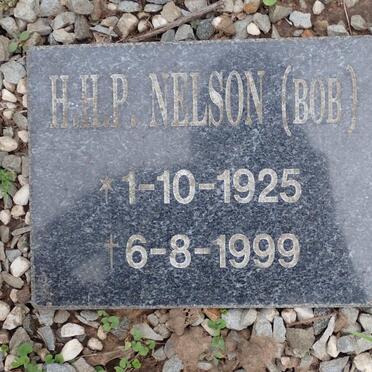 H.H.P. NELSON (BOB)
* 1-10-1925
† 6-8-1999